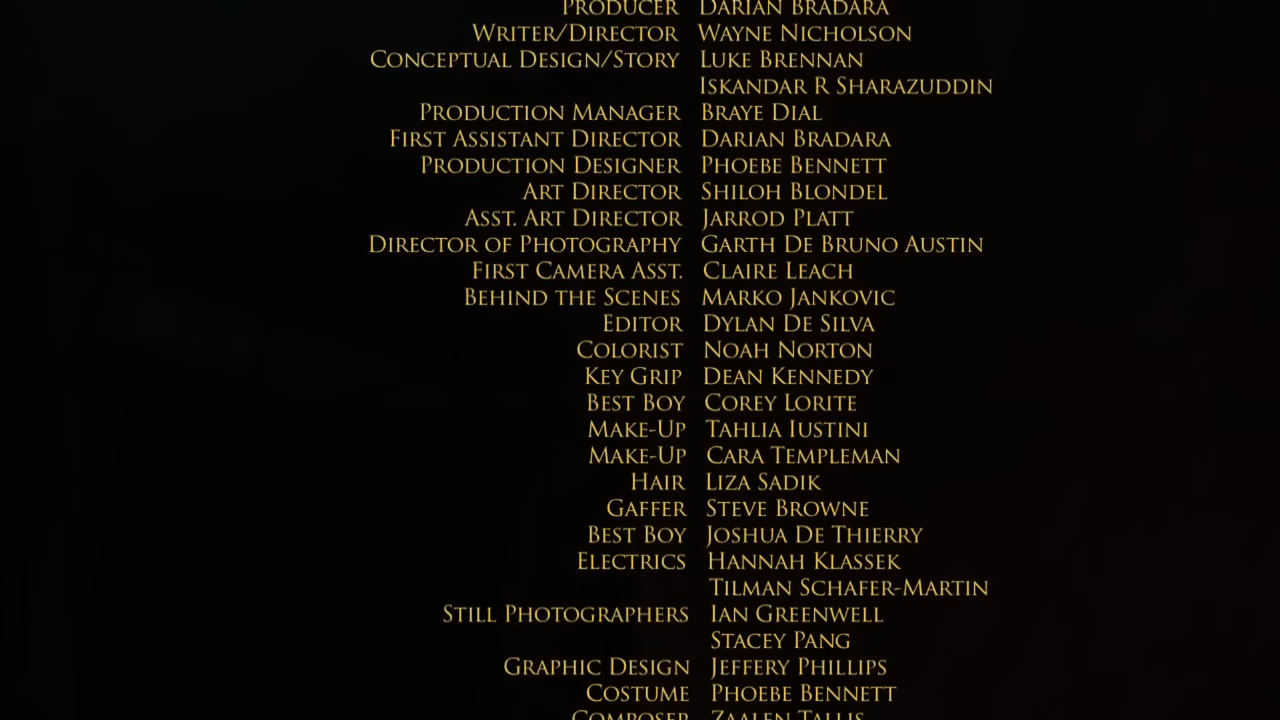 PRODUCER DARIAN BRADARA
WRITER/DIRECTOR WAYNE NICHOLSON
CONCEPTUAL DESIGN/STORY LUKE BRENNAN
ISKANDAR R SHARAZUDDIN
PRODUCTION MANAGER BRAYE DIAL
FIRST ASSISTANT DIRECTOR DARIAN BRADARA
PRODUCTION DESIGNER PHOEBE BENNETT
ART DIRECTOR SHILOH BLONDEL
ASST. ART DIRECTOR JARROD PLATT
DIRECTOR OF PHOTOGRAPHY GARTH DE BRUNO AUSTIN
FIRST CAMERA ASST. CLAIRE LEACH
BEHIND THE SCENES MARKO JANKOVIC
EDITOR DYLAN DE SILVA
COLORIST NOAH NORTON
KEY GRIP DEAN KENNEDY
BEST BOY COREY LORITE
MAKE-UP TAHLIA IUSTINI
MAKE-UP CARA TEMPLEMAN
HAIR LIZA SADIK
GAFFER STEVE BROWNE
BEST BOY JOSHUA DE THIERRY
ELECTRICS HANNAH KLASSEK
TILMAN SCHAFER-MARTIN
STILL PHOTOGRAPHERS IAN GREENWELL
STACEY PANG
GRAPHIC DESIGN JEFFERY PHILLIPS
COSTUME PHOEBE BENNETT
COMPOSER ZAALEN TALLIS